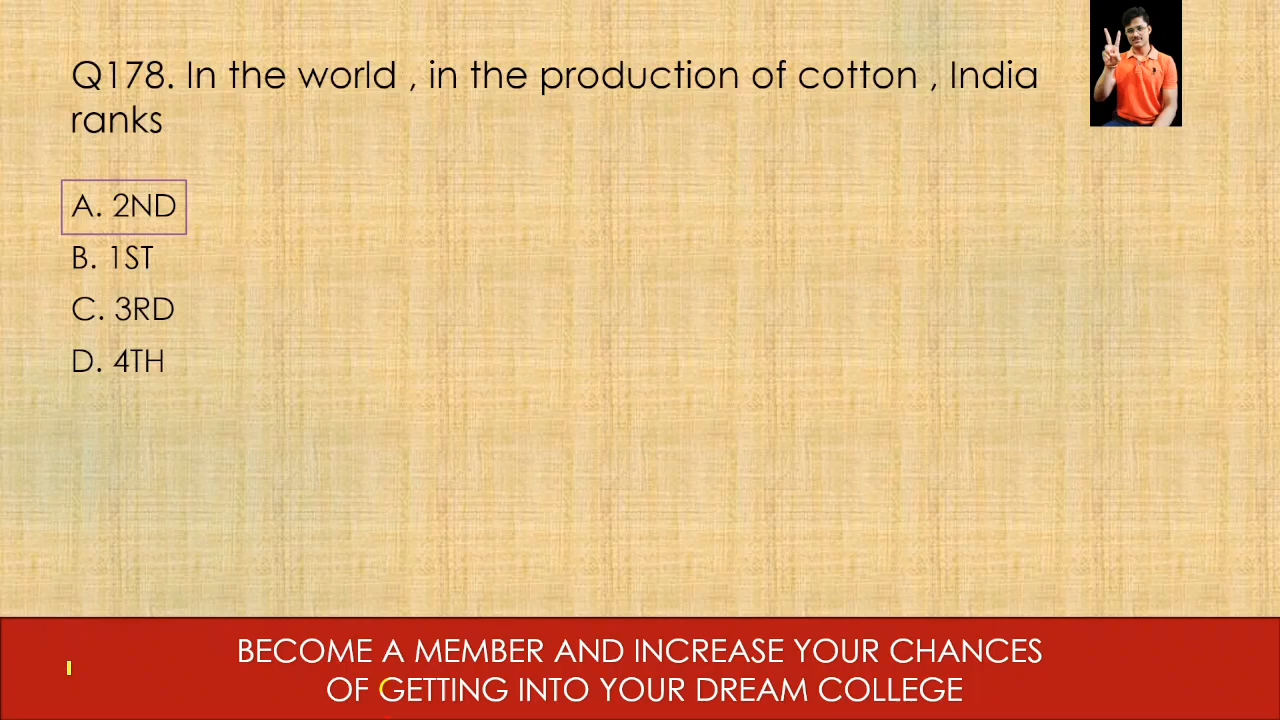 Q178. In the world , in the production of cotton , India
ranks
A. 2ND
B. 1ST
C. 3RD
D. 4TH
BECOME A MEMBER AND INCREASE YOUR CHANCES
OF GETTING INTO YOUR DREAM COLLEGE